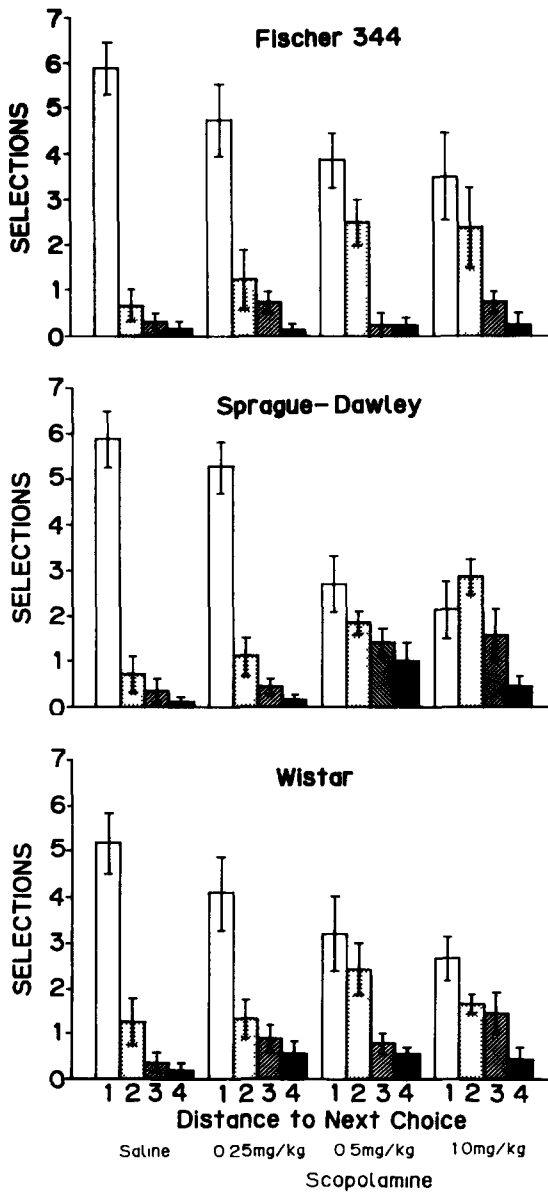 Fischer 344
SELECTIONS
7
6
5
4
3
2
1
0
Sprague-Dawley
SELECTIONS
7
6
5
4
3
2
1
0
Wistar
SELECTIONS
7
6
5
4
3
2
1
0
1 2 3 4 1 2 3 4 1 2 3 4 1 2 3 4
Distance to Next Choice
Saline 0 25mg/kg 0 5mg/kg 1 0mg/kg
Scopolamine